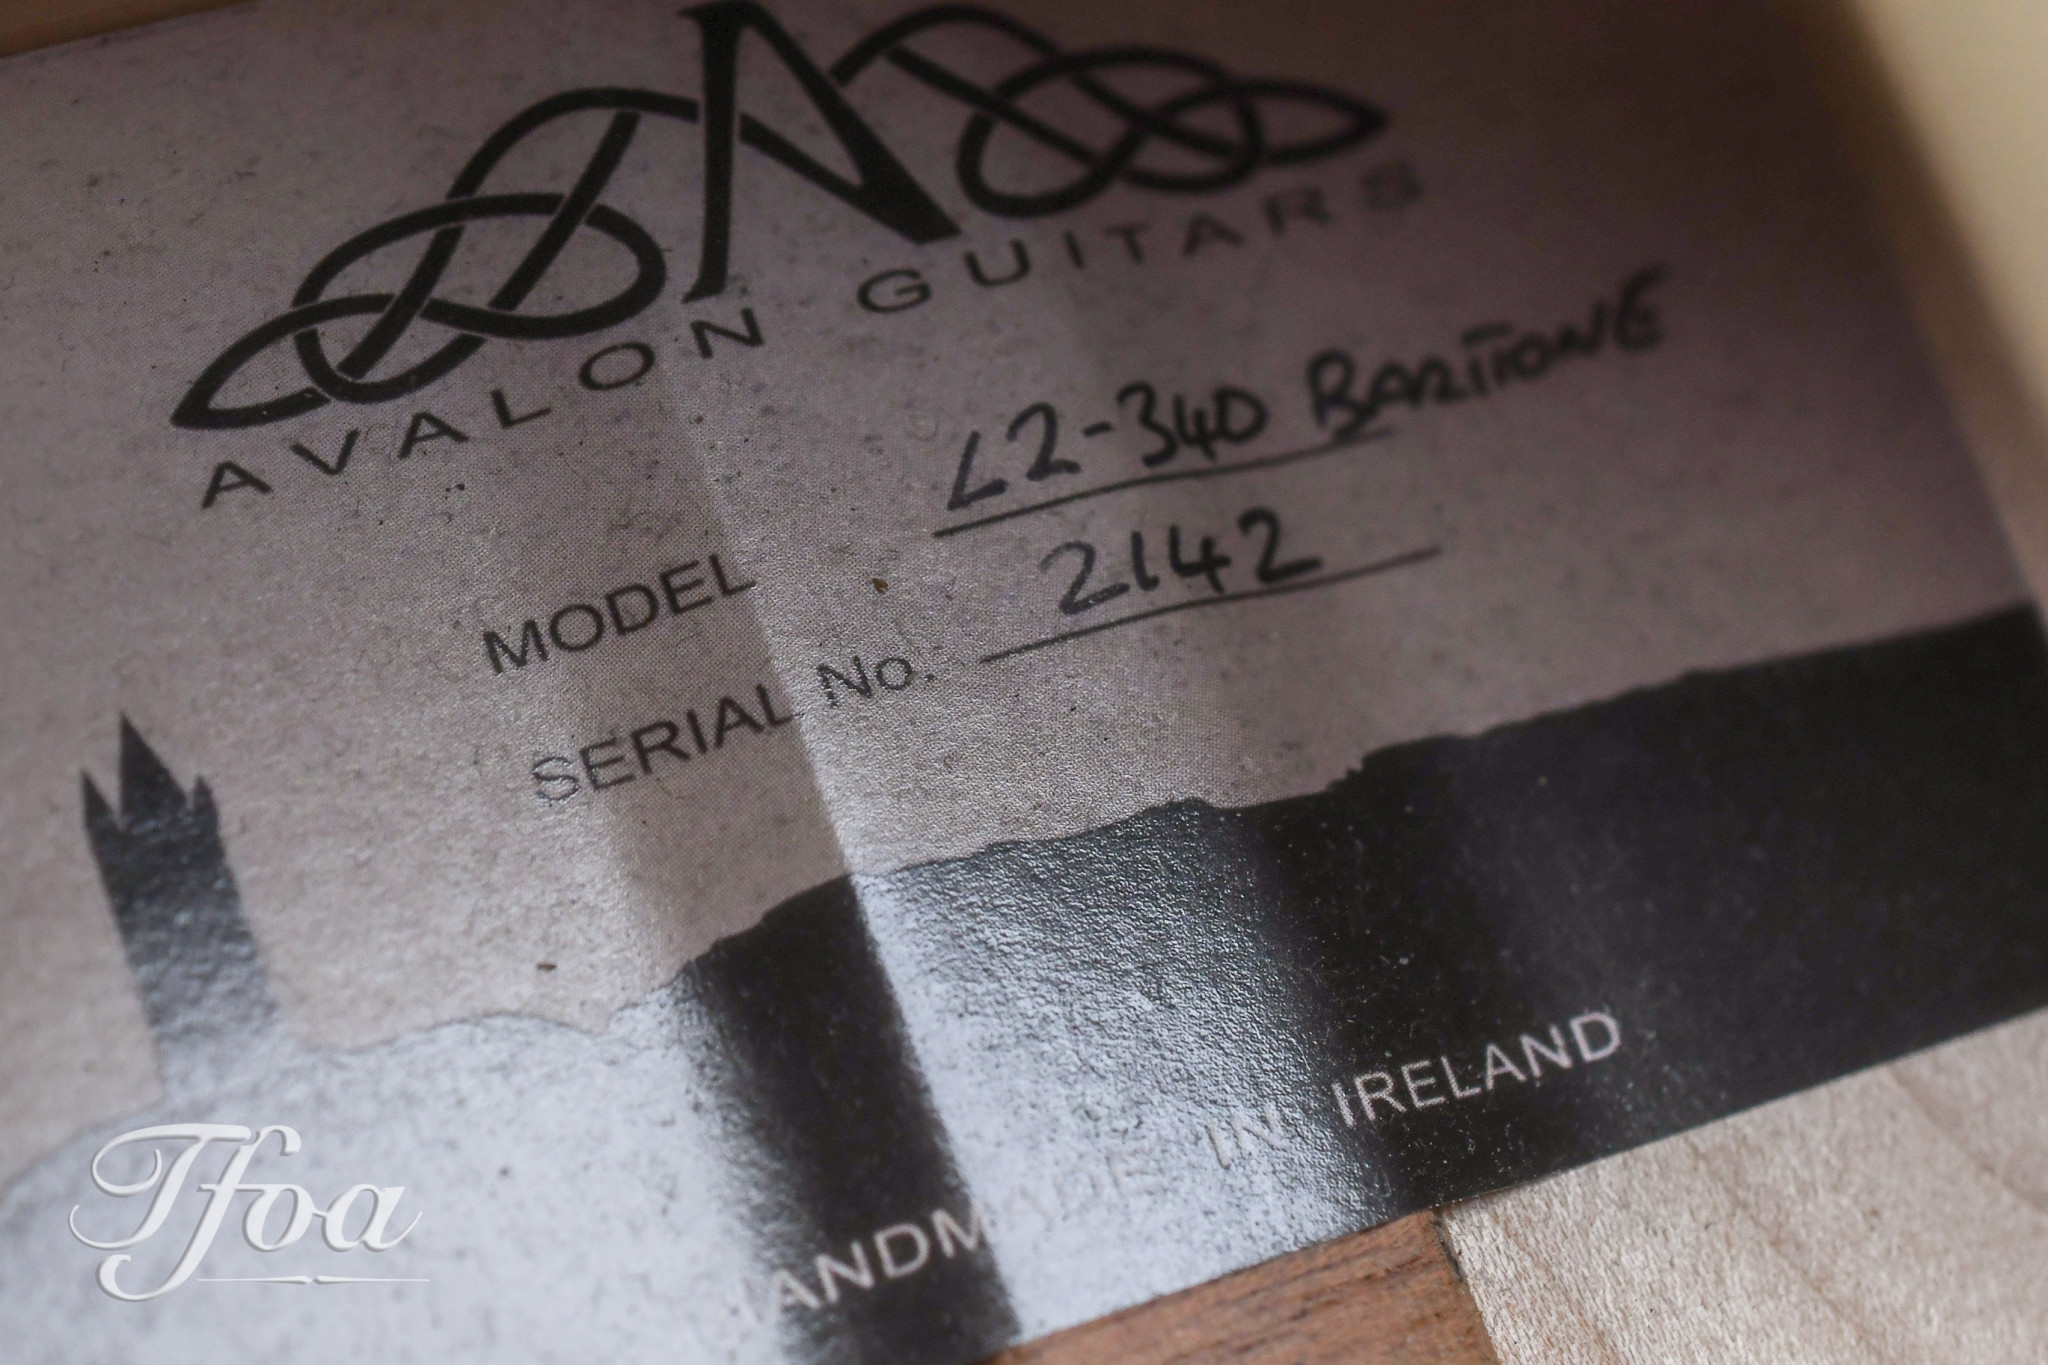 AVALON GUITARS
MODEL L2-340 BARITONE
SERIAL No.: 2142
HANDMADE IN IRELAND
Tfoa